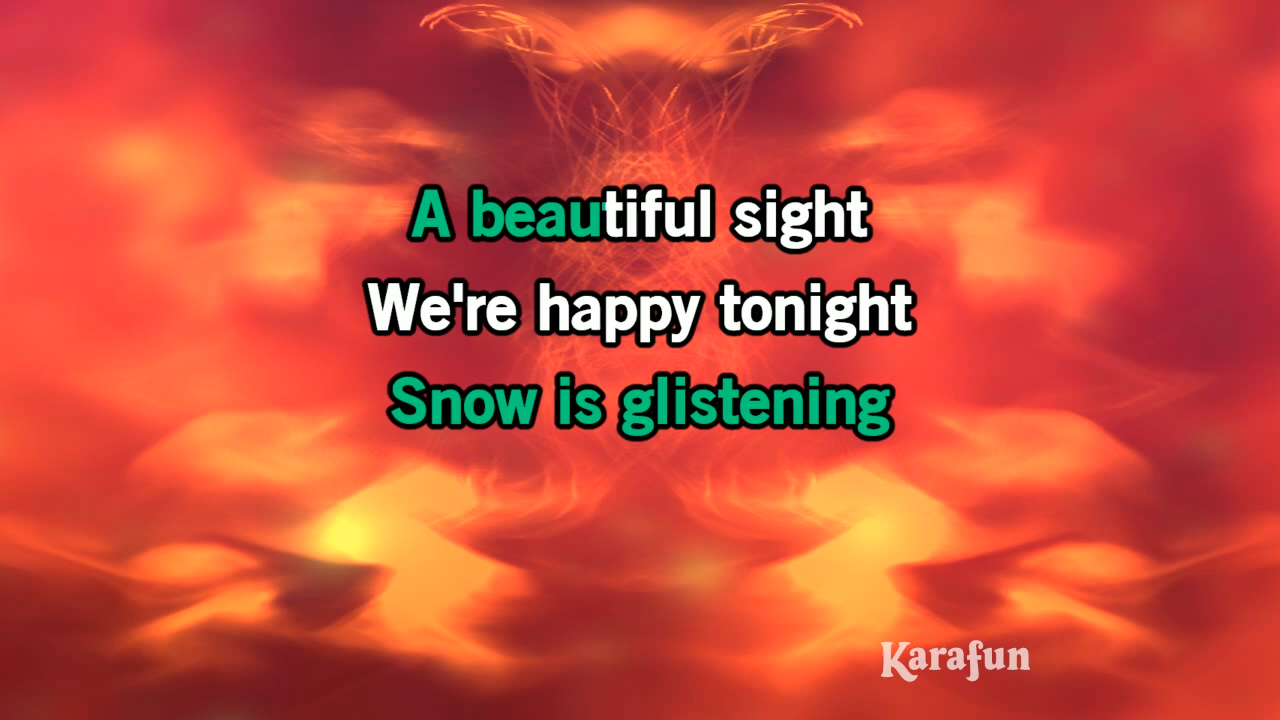 A beautiful sight
We're happy tonight
Snow is glistening
Karafun